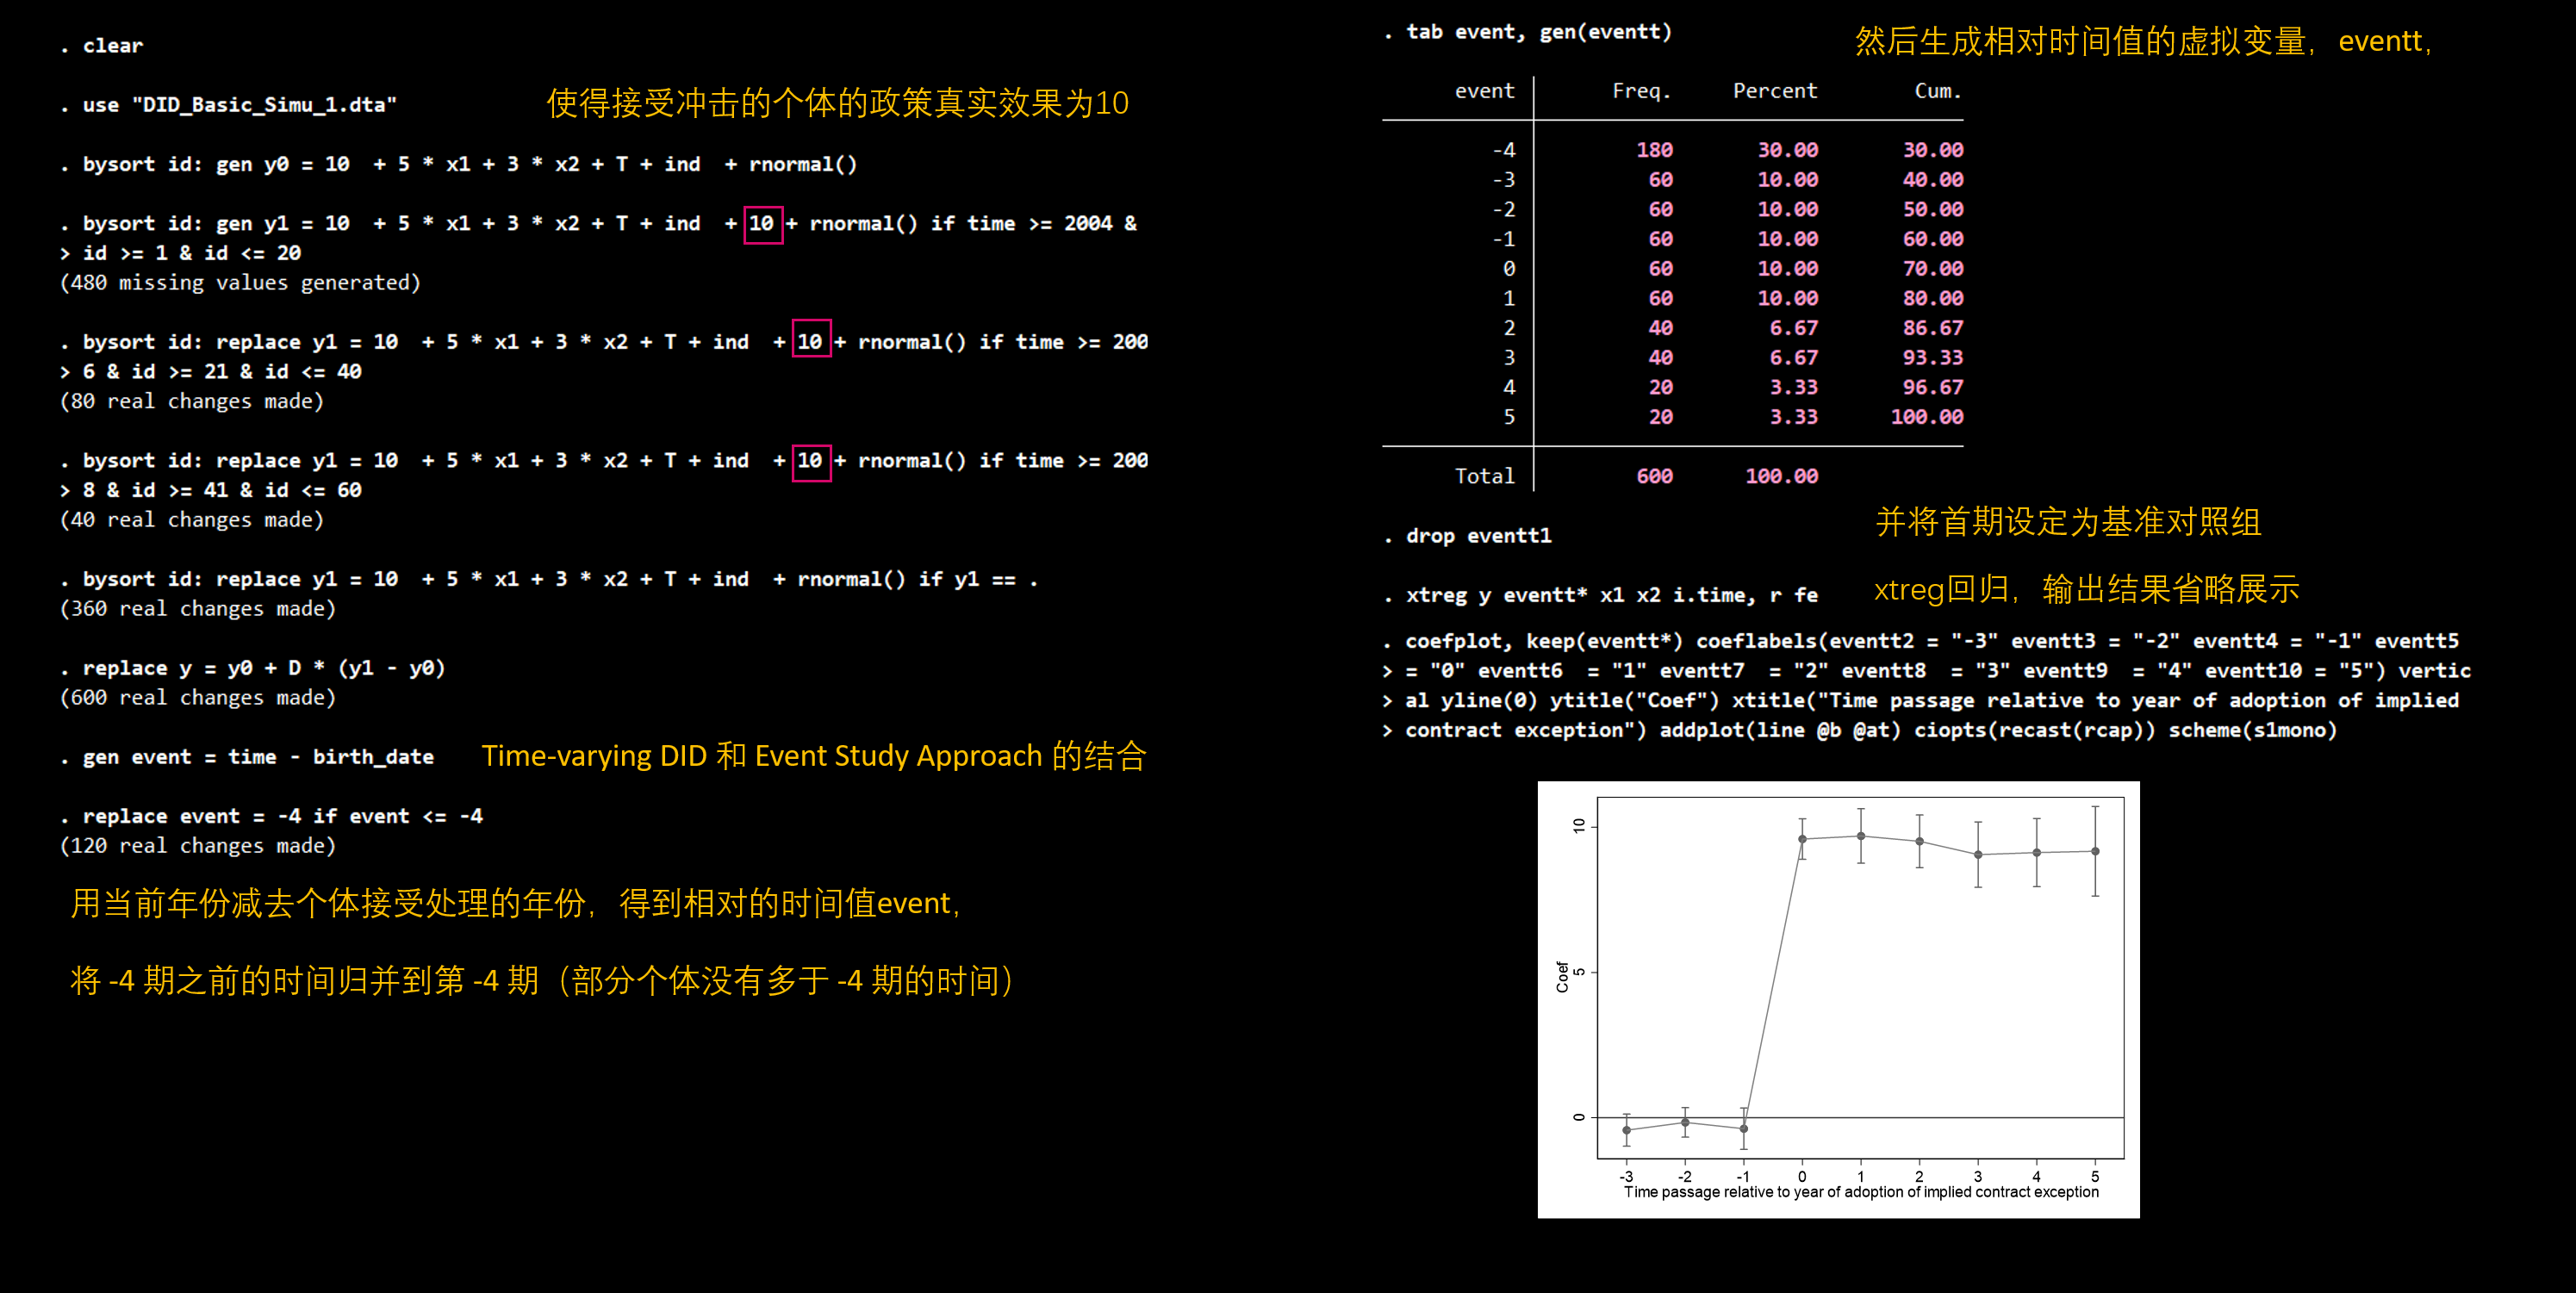 . clear
. use "DID_Basic_Simu_1.dta"
使得接受冲击的个体的政策真实效果为10
. bysort id: gen y0 = 10  + 5 * x1 + 3 * x2 + T + ind  + rnormal()
. bysort id: gen y1 = 10  + 5 * x1 + 3 * x2 + T + ind  + 10 + rnormal() if time >= 2004 &
> id >= 1 & id <= 20
(480 missing values generated)
. bysort id: replace y1 = 10  + 5 * x1 + 3 * x2 + T + ind  + 10 + rnormal() if time >= 200
> 6 & id >= 21 & id <= 40
(80 real changes made)
. bysort id: replace y1 = 10  + 5 * x1 + 3 * x2 + T + ind  + 10 + rnormal() if time >= 200
> 8 & id >= 41 & id <= 60
(40 real changes made)
. bysort id: replace y1 = 10  + 5 * x1 + 3 * x2 + T + ind  + rnormal() if y1 == .
(360 real changes made)
. replace y = y0 + D * (y1 - y0)
(600 real changes made)
. gen event = time - birth_date
Time-varying DID 和 Event Study Approach 的结合
. replace event = -4 if event <= -4
(120 real changes made)
用当前年份减去个体接受处理的年份，得到相对的时间值event，
将 -4 期之前的时间归并到第 -4 期（部分个体没有多于 -4 期的时间）
. tab event, gen(eventt)
然后生成相对时间值的虚拟变量，eventt，
event Freq. Percent Cum.
-4 180 30.00 30.00
-3 60 10.00 40.00
-2 60 10.00 50.00
-1 60 10.00 60.00
0 60 10.00 70.00
1 60 10.00 80.00
2 40 6.67 86.67
3 40 6.67 93.33
4 20 3.33 96.67
5 20 3.33 100.00
Total 600 100.00
并将首期设定为基准对照组
. drop eventt1
. xtreg y eventt* x1 x2 i.time, r fe
xtreg回归，输出结果省略展示
. coefplot, keep(eventt*) coeflabels(eventt2 = "-3" eventt3 = "-2" eventt4 = "-1" eventt5
> = "0" eventt6  = "1" eventt7  = "2" eventt8  = "3" eventt9  = "4" eventt10 = "5") vertic
> al yline(0) ytitle("Coef") xtitle("Time passage relative to year of adoption of implied
> contract exception") addplot(line @b @at) ciopts(recast(rcap)) scheme(s1mono)
10
5
0
Coef
-3 -2 -1 0 1 2 3 4 5
Time passage relative to year of adoption of implied contract exception